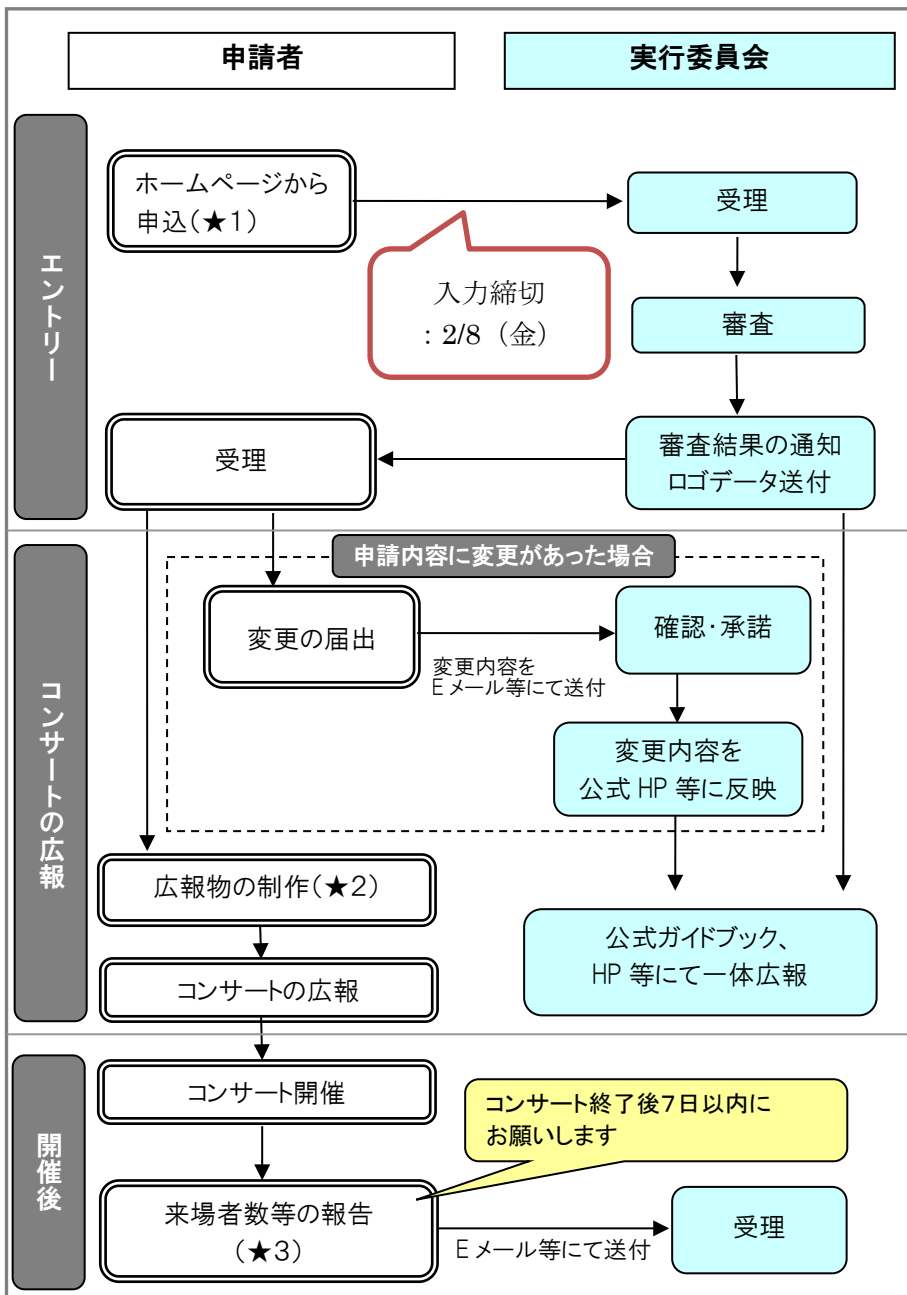 申請者
実行委員会
エントリー
ホームページから
申込(★1)
受理
入力締切
：2/8（金）
審査
受理
審査結果の通知
ロゴデータ送付
コンサートの広報
申請内容に変更があった場合
変更の届出
確認・承諾
変更内容を
Eメール等にて送付
変更内容を
公式 HP 等に反映
広報物の制作(★2)
公式ガイドブック、
HP 等にて一体広報
コンサートの広報
開催後
コンサート開催
コンサート終了後7日以内に
お願いします
来場者数等の報告
(★3)
Eメール等にて送付
受理